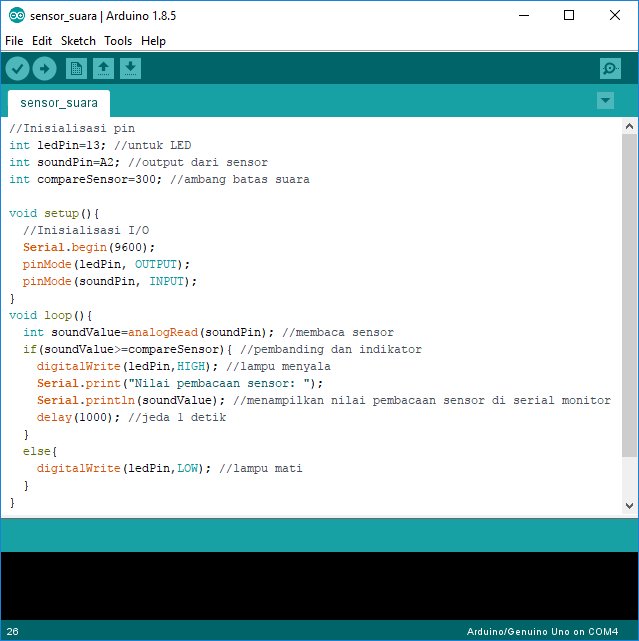 sensor_suara | Arduino 1.8.5
File Edit Sketch Tools Help
sensor_suara
//Inisialisasi pin
int ledPin=13; //untuk LED
int soundPin=A2; //output dari sensor
int compareSensor=300; //ambang batas suara
void setup(){
  //Inisialisasi I/O
  Serial.begin(9600);
  pinMode(ledPin, OUTPUT);
  pinMode(soundPin, INPUT);
}
void loop(){
  int soundValue=analogRead(soundPin); //membaca sensor
  if(soundValue>=compareSensor){ //pembanding dan indikator
    digitalWrite(ledPin,HIGH); //lampu menyala
    Serial.print("Nilai pembacaan sensor: ");
    Serial.println(soundValue); //menampilkan nilai pembacaan sensor di serial monitor
    delay(1000); //jeda 1 detik
  }
  else{
    digitalWrite(ledPin,LOW); //lampu mati
  }
}
26 Arduino/Genuino Uno on COM4